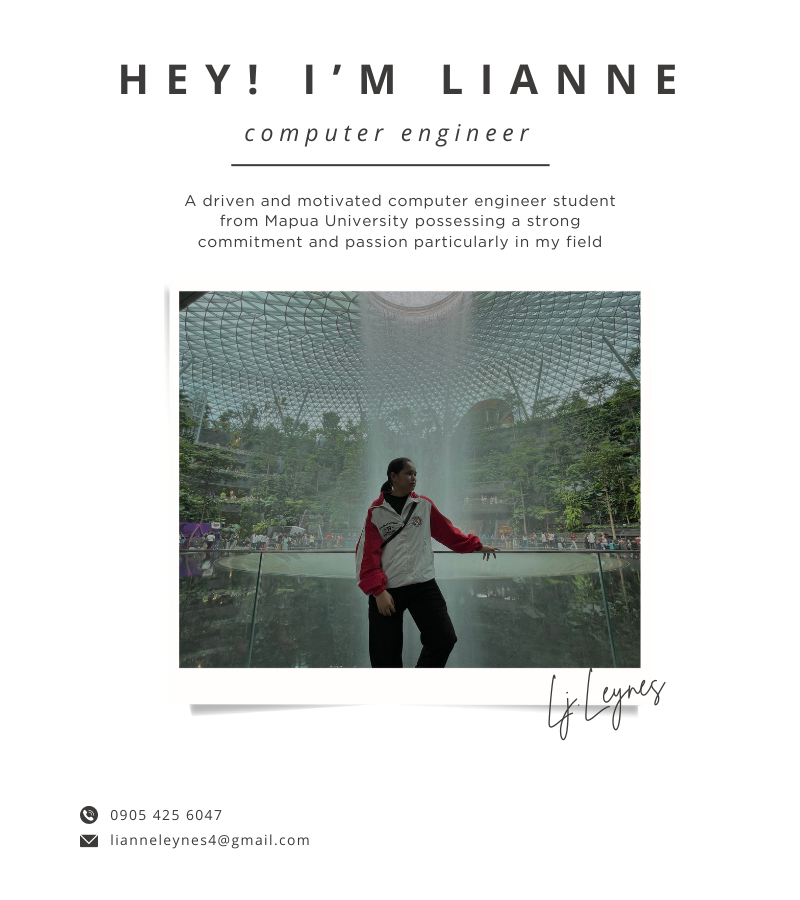 HEY! I’M LIANNE
computer engineer
A driven and motivated computer engineer student
from Mapua University possessing a strong
commitment and passion particularly in my field
Lj.Leynes
0905 425 6047
lianneleynes4@gmail.com